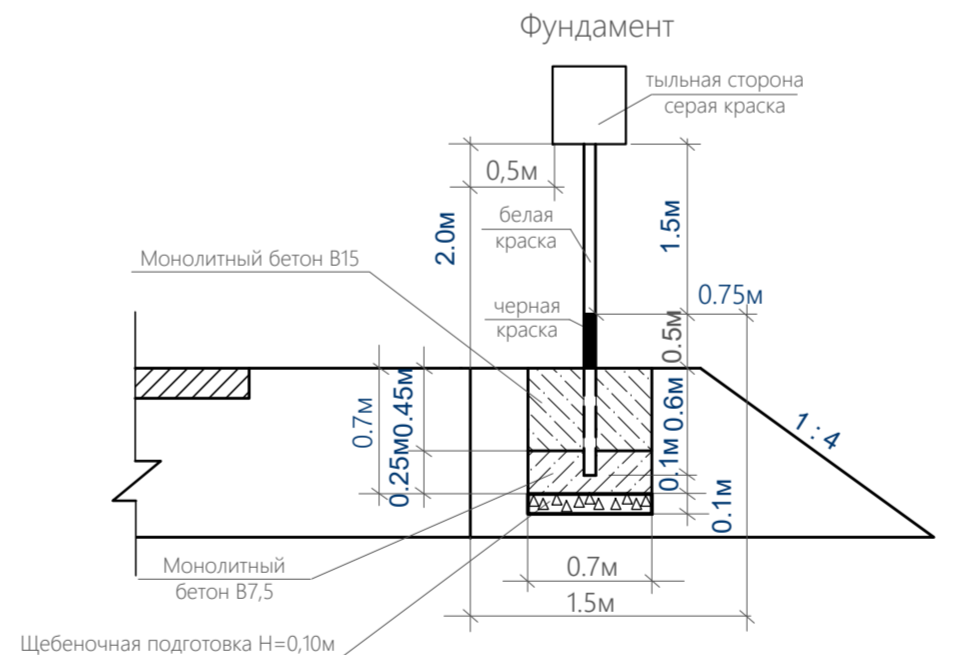 Фундамент
тыльная сторона
серая краска
0,5м
2.0м
белая
краска
1.5м
Монолитный бетон В15
0.75м
черная
краска
0.5м
0.7м
0.45м
0.25м
0.6м
0.1м
0.1м
1:4
Монолитный
бетон В7,5
0.7м
1.5м
Щебеночная подготовка Н=0,10м